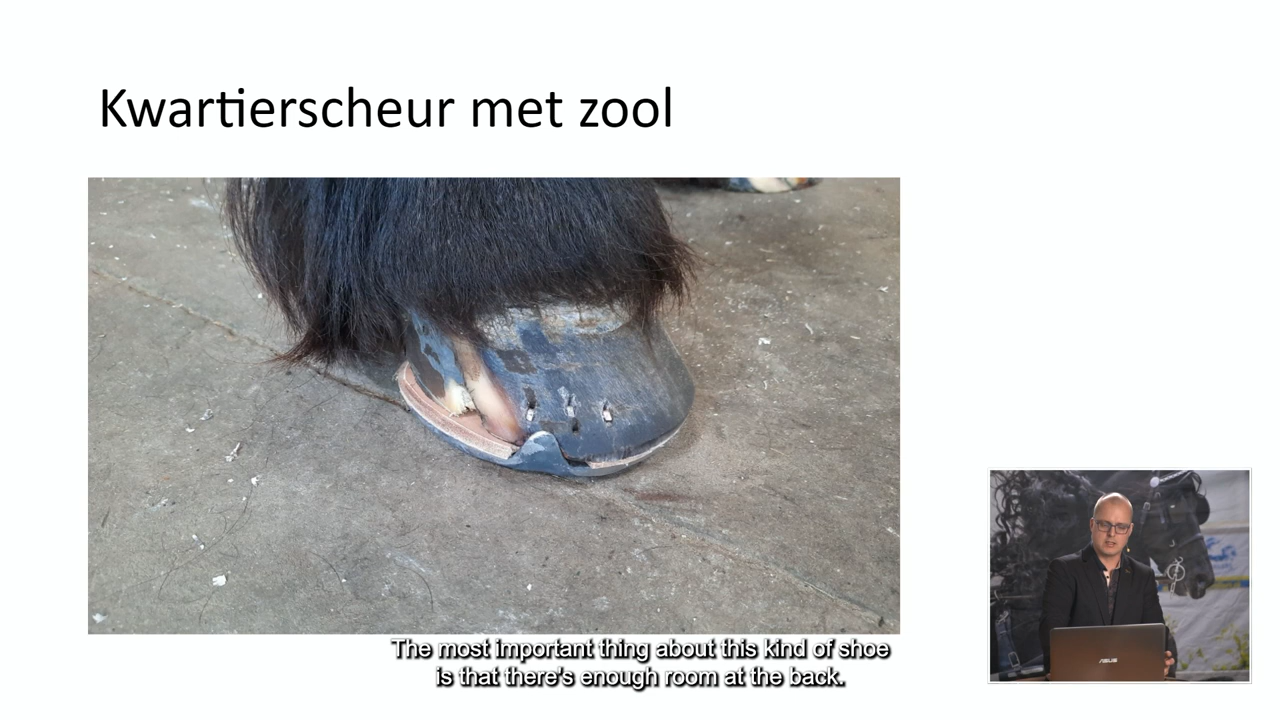 Kwartierscheur met zool
ASUS
The most important thing about this kind of shoe
is that there's enough room at the back.